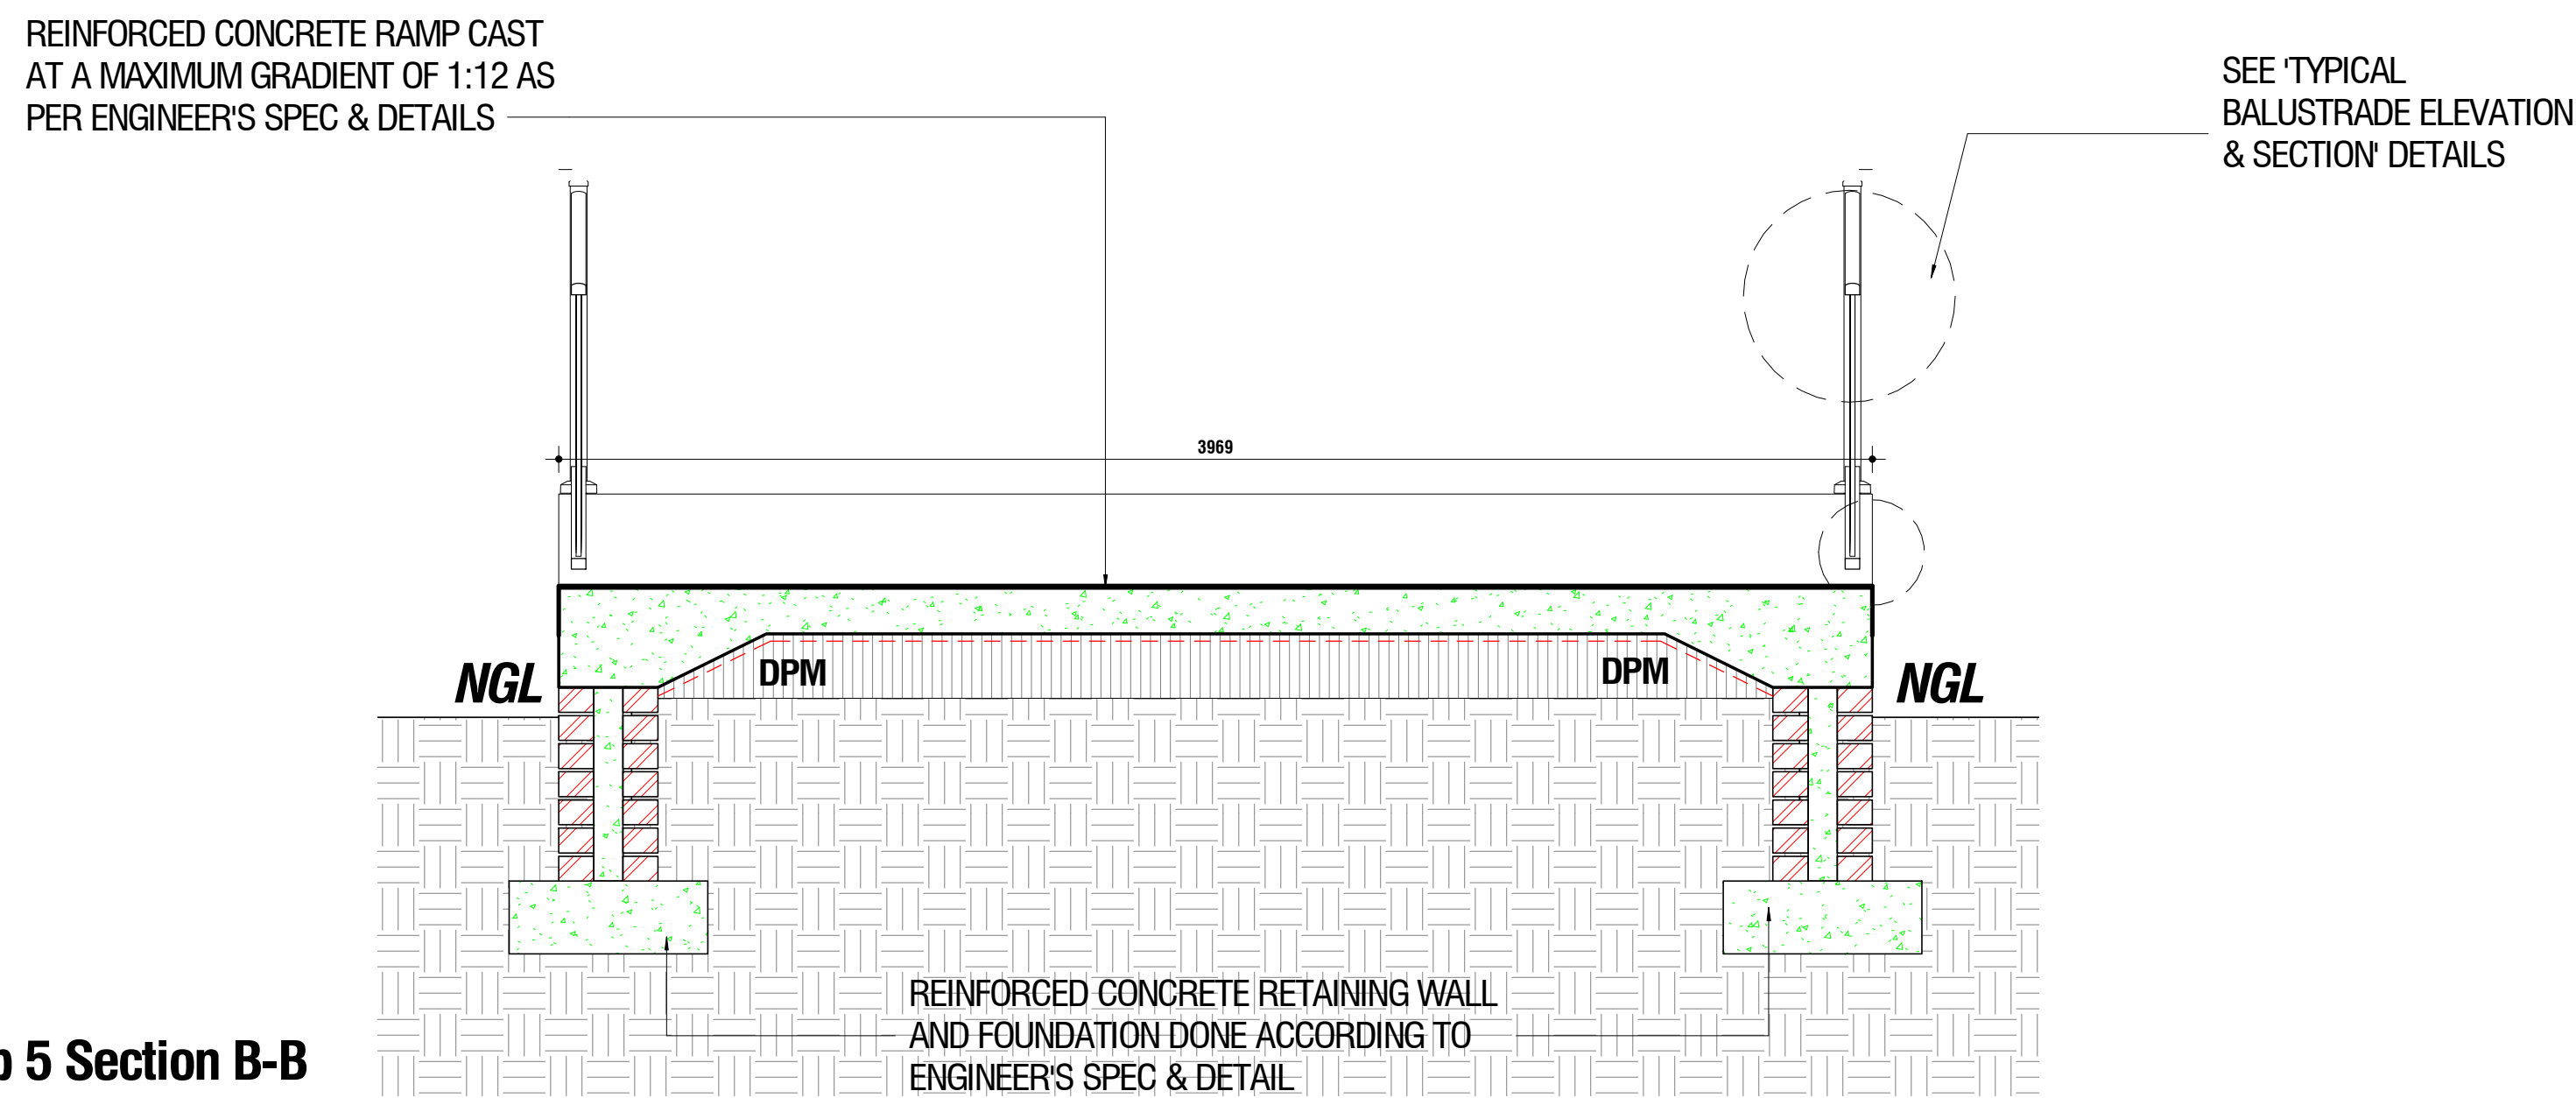 REINFORCED CONCRETE RAMP CAST
AT A MAXIMUM GRADIENT OF 1:12 AS
PER ENGINEER'S SPEC & DETAILS
SEE 'TYPICAL
BALUSTRADE ELEVATION
& SECTION' DETAILS
3969
NGL
DPM
DPM
NGL
REINFORCED CONCRETE RETAINING WALL
AND FOUNDATION DONE ACCORDING TO
ENGINEER'S SPEC & DETAIL
5 Section B-B